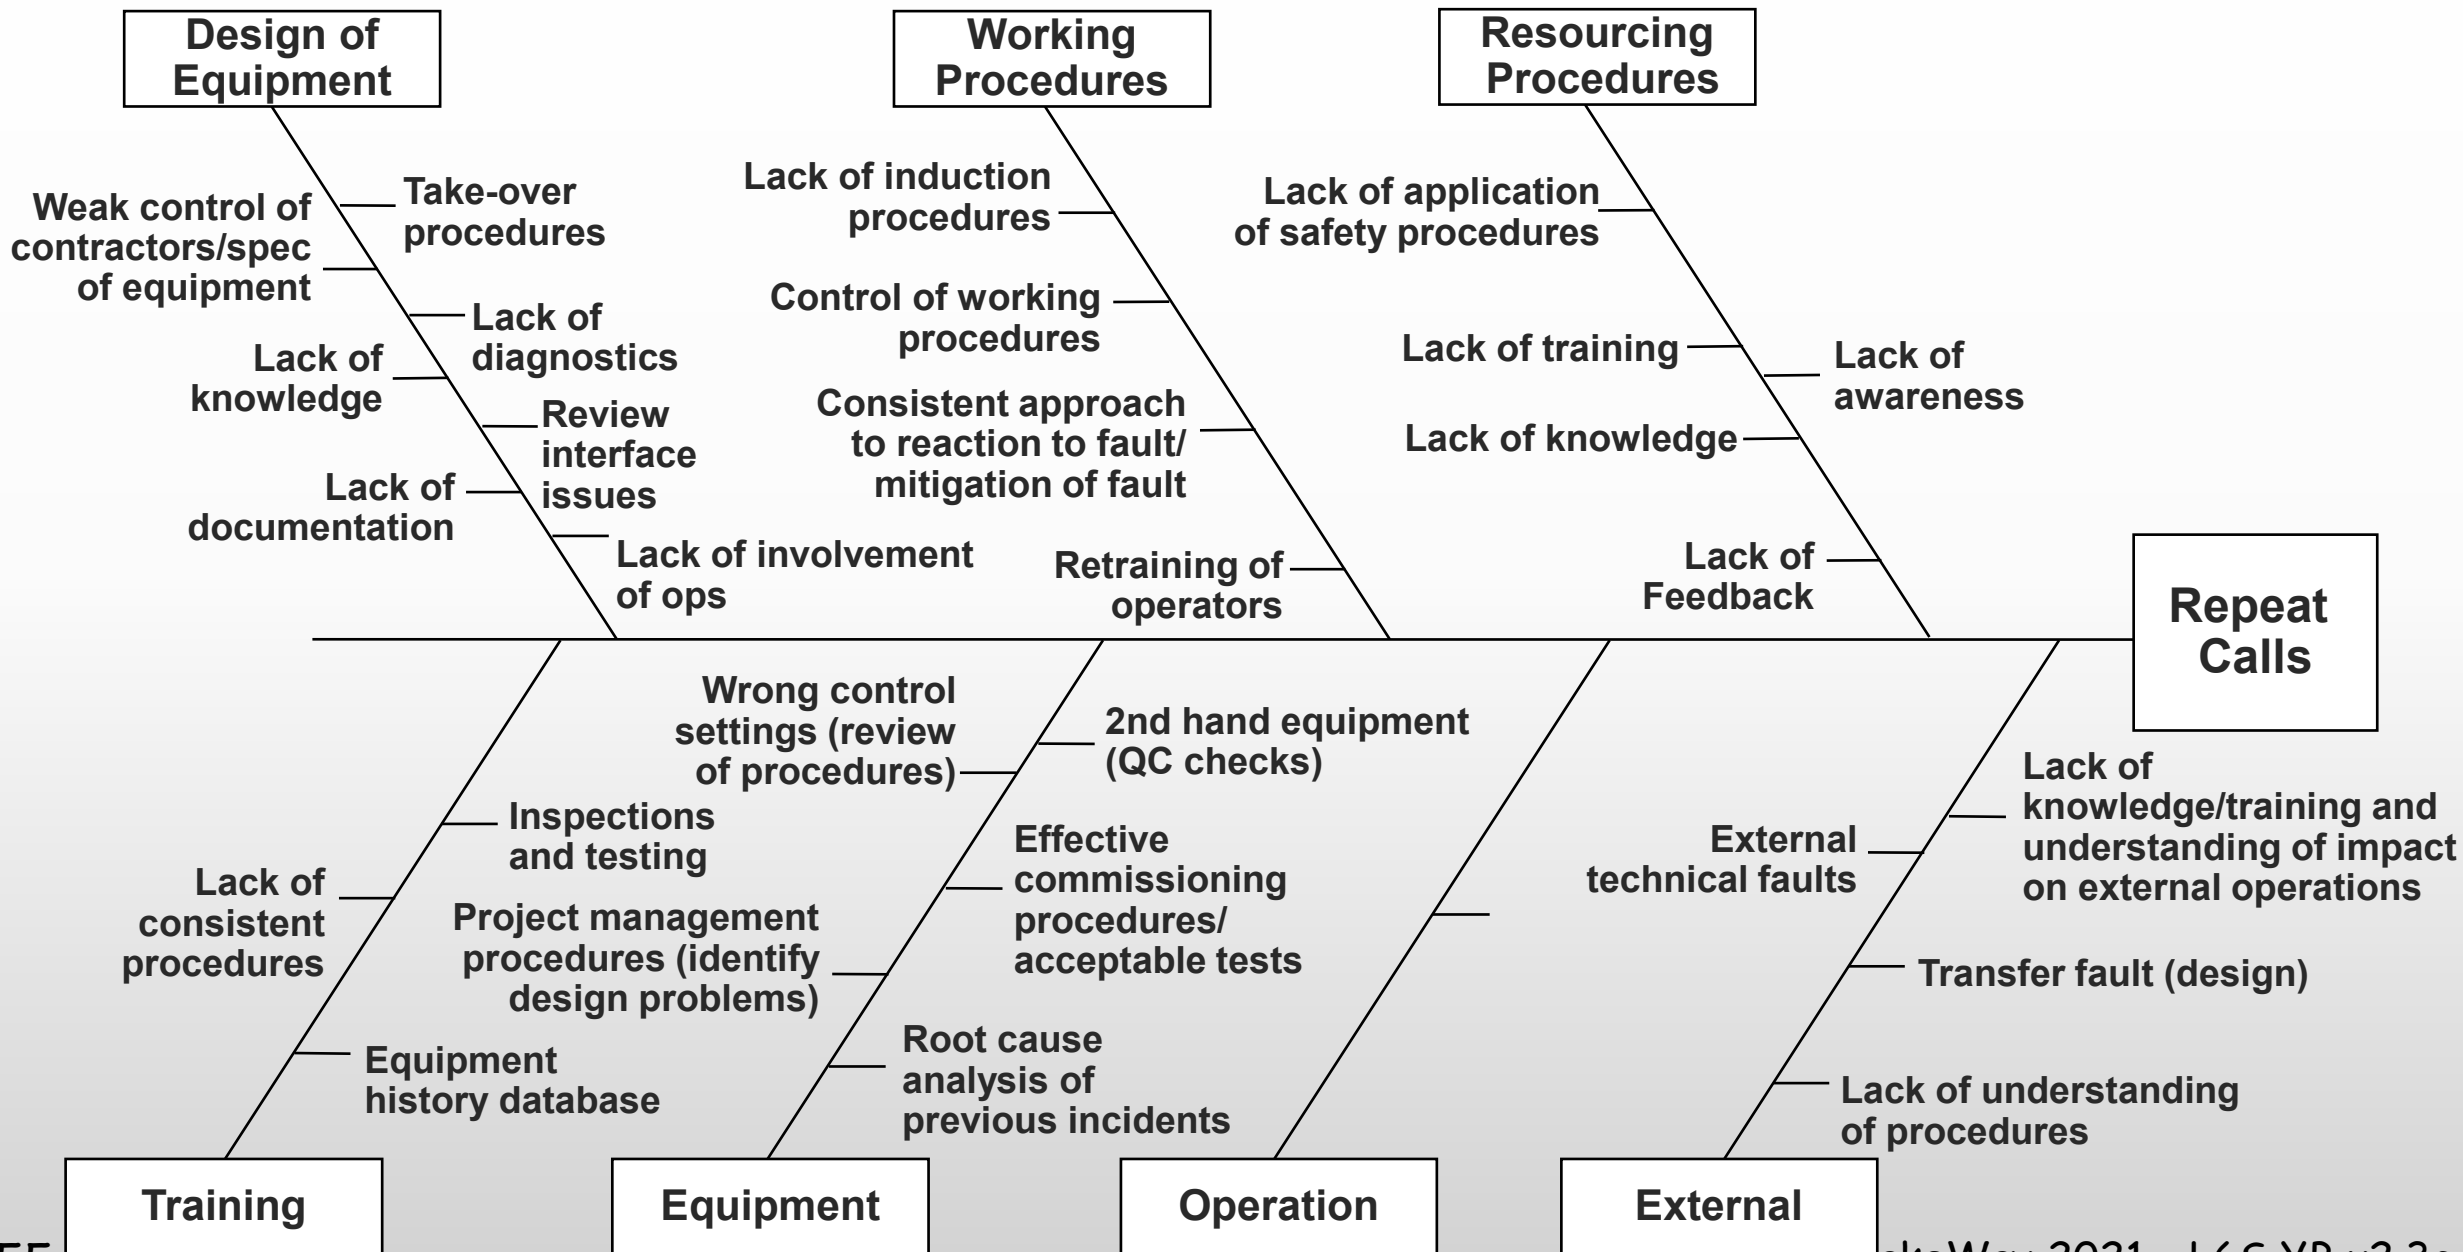 Design of
Equipment
Working
Procedures
Resourcing
Procedures
Weak control of
contractors/spec
of equipment
Take-over
procedures
Lack of
diagnostics
Lack of
knowledge
Review
interface
issues
Lack of
documentation
Lack of involvement
of ops
Lack of induction
procedures
Control of working
procedures
Consistent approach
to reaction to fault/
mitigation of fault
Retraining of
operators
Lack of application
of safety procedures
Lack of training
Lack of
awareness
Lack of knowledge
Lack of
Feedback
Repeat
Calls
Inspections
and testing
Lack of
consistent
procedures
Equipment
history database
Wrong control
settings (review
of procedures)
2nd hand equipment
(QC checks)
Effective
commissioning
procedures/
acceptable tests
Project management
procedures (identify
design problems)
Root cause
analysis of
previous incidents
Lack of
knowledge/training and
understanding of impact
on external operations
External
technical faults
Transfer fault (design)
Lack of understanding
of procedures
Training
Equipment
Operation
External